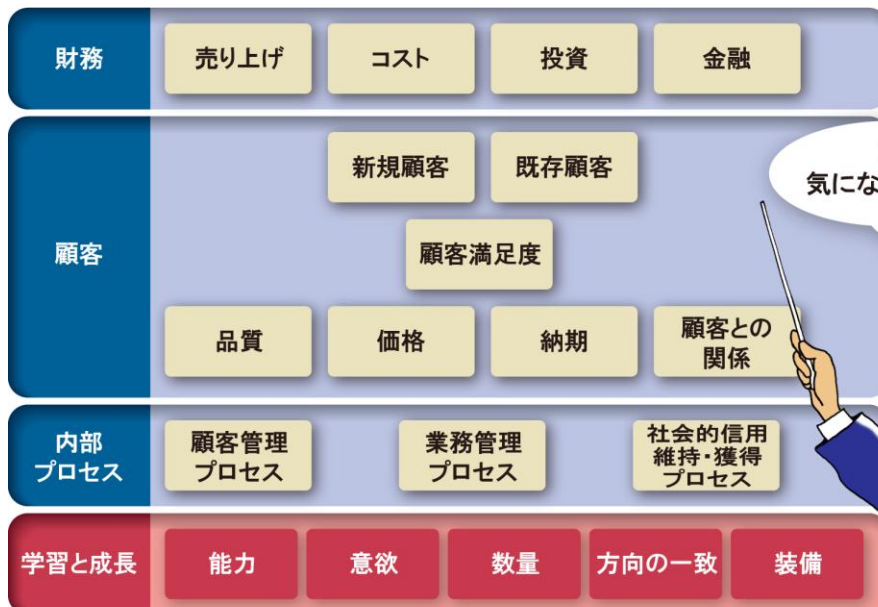 財務
売り上げ
コスト
投資
金融
顧客
新規顧客
既存顧客
気にな
顧客満足度
品質
価格
納期
顧客との
関係
内部
プロセス
顧客管理
プロセス
業務管理
プロセス
社会的信用
維持・獲得
プロセス
学習と成長
能力
意欲
数量
方向の一致
装備